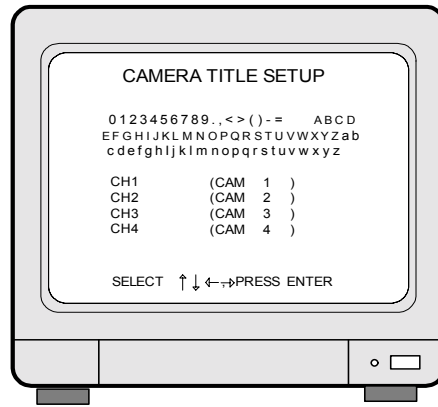 CAMERA TITLE SETUP
0123456789.,<>()-= ABCD
EFGHIJKLMNOPQRSTUVWXYZab
cdefghIjklmnopqrstuvwxyz
CH1 (CAM 1 )
CH2 (CAM 2 )
CH3 (CAM 3 )
CH4 (CAM 4 )
SELECT ↑↓←,→PRESS ENTER